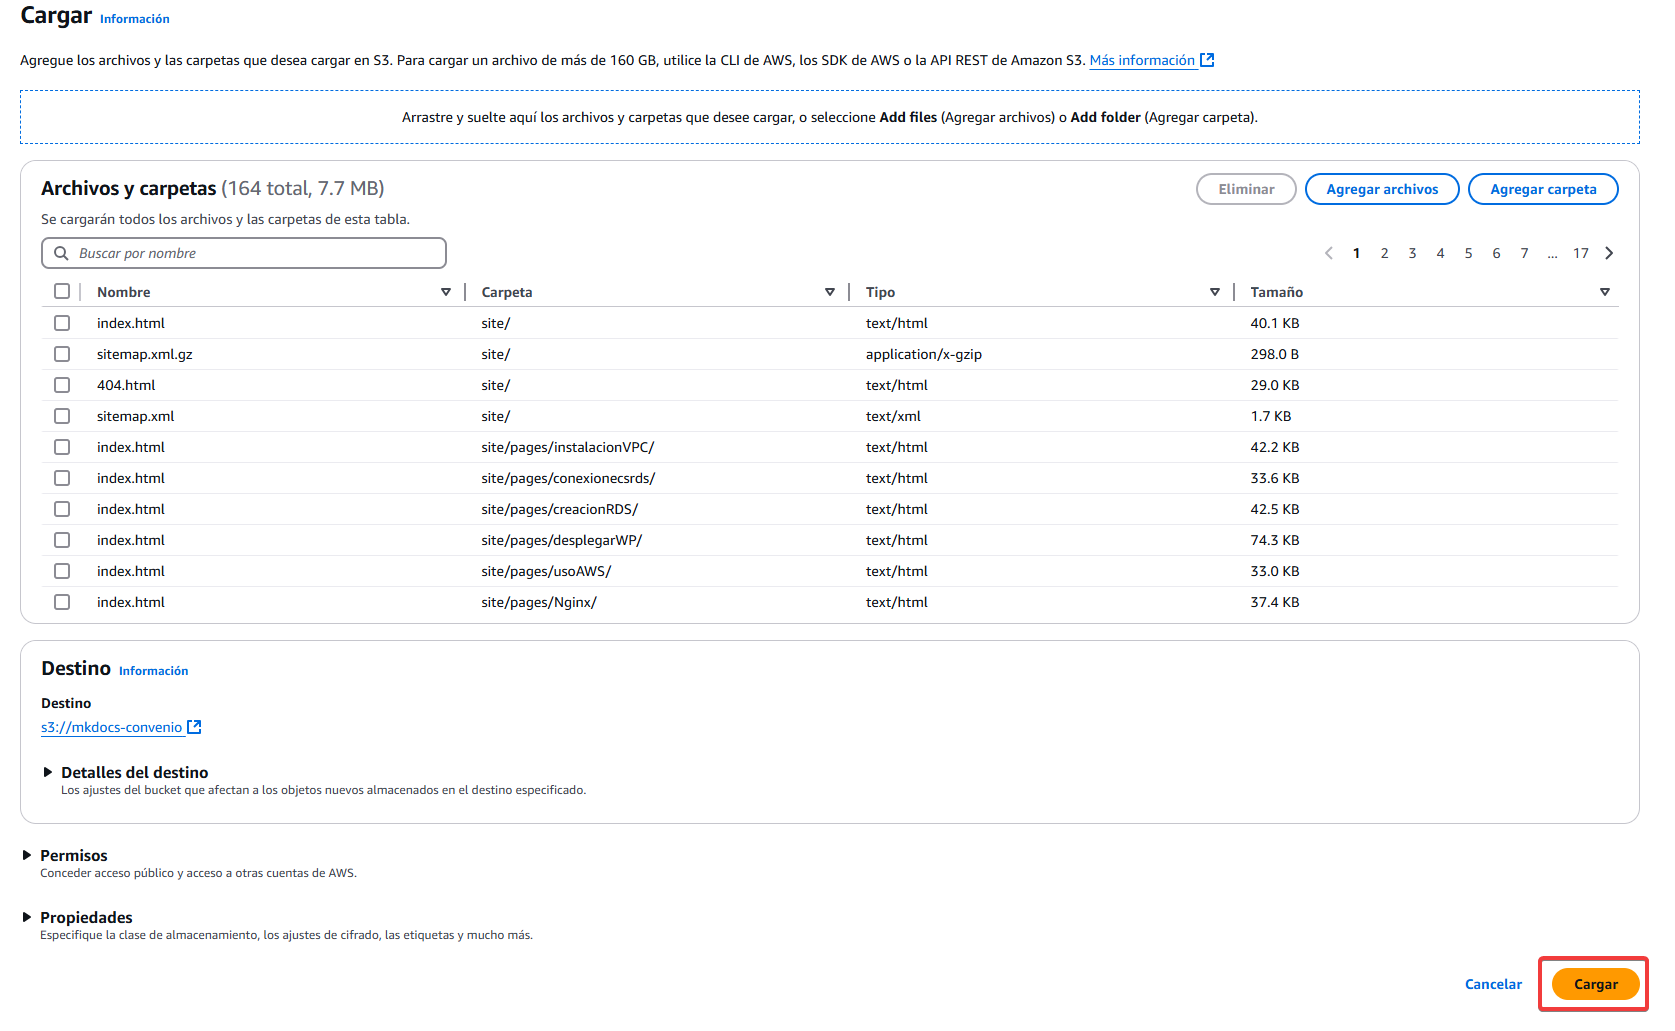 Cargar Información
Agregue los archivos y las carpetas que desea cargar en S3. Para cargar un archivo de más de 160 GB, utilice la CLI de AWS, los SDK de AWS o la API REST de Amazon S3. Más información
Arrastre y suelte aquí los archivos y carpetas que desee cargar, o seleccione Add files (Agregar archivos) o Add folder (Agregar carpeta).
Archivos y carpetas (164 total, 7.7 MB) Eliminar Agregar archivos Agregar carpeta
Se cargarán todos los archivos y las carpetas de esta tabla.
Buscar por nombre 1 2 3 4 5 6 7 ... 17
Nombre Carpeta Tipo Tamaño
index.html site/ text/html 40.1 KB
sitemap.xml.gz site/ application/x-gzip 298.0 B
404.html site/ text/html 29.0 KB
sitemap.xml site/ text/xml 1.7 KB
index.html site/pages/instalacionVPC/ text/html 42.2 KB
index.html site/pages/conexionecsrds/ text/html 33.6 KB
index.html site/pages/creacionRDS/ text/html 42.5 KB
index.html site/pages/desplegarWP/ text/html 74.3 KB
index.html site/pages/usoAWS/ text/html 33.0 KB
index.html site/pages/Nginx/ text/html 37.4 KB
Destino Información
Destino
s3://mkdocs-convenio
Detalles del destino
Los ajustes del bucket que afectan a los objetos nuevos almacenados en el destino especificado.
Permisos
Conceder acceso público y acceso a otras cuentas de AWS.
Propiedades
Especifique la clase de almacenamiento, los ajustes de cifrado, las etiquetas y mucho más.
Cancelar Cargar